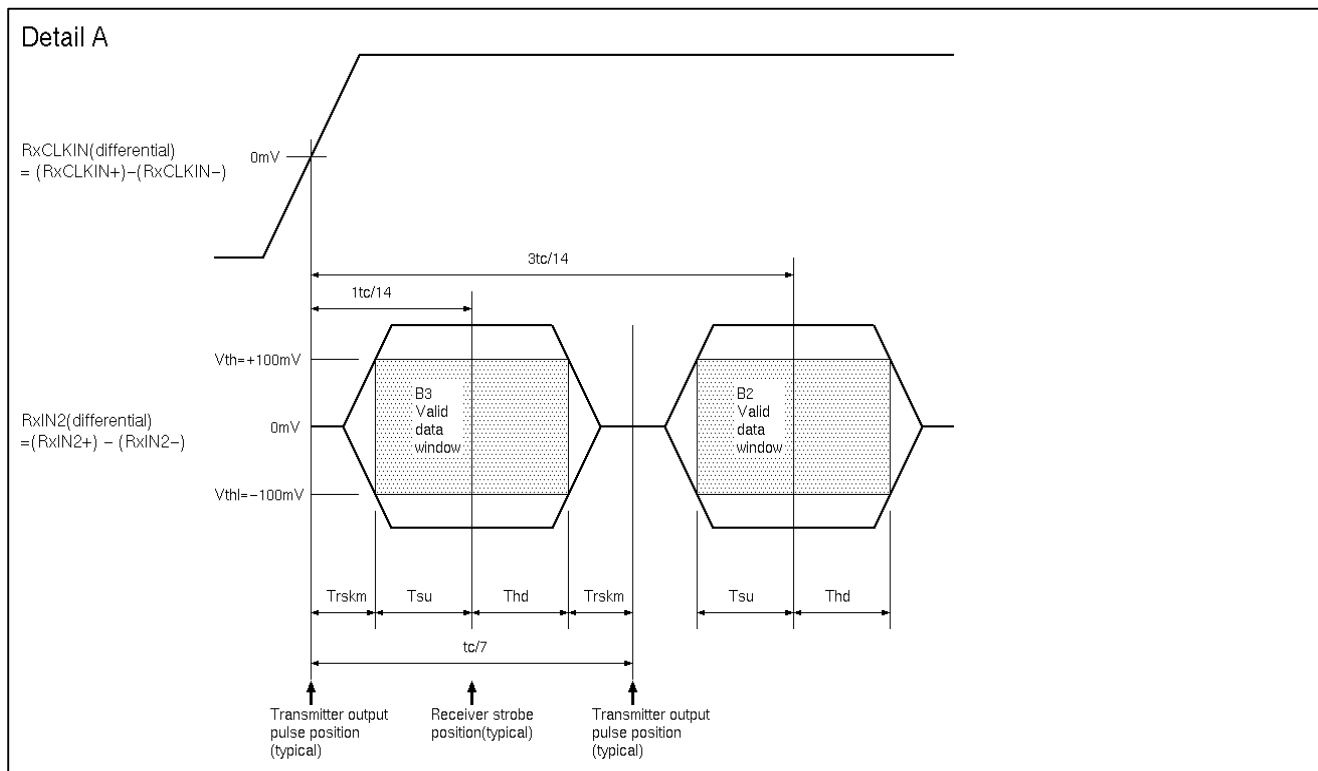 Detail A
RxCLKIN(differential)
= (RxCLKIN+)-(RxCLKIN-)
0mV
3tc/14
1tc/14
Vth=+100mV
B3
Valid
data
window
B2
Valid
data
window
RxIN2(differential)
=(RxIN2+) - (RxIN2-)
0mV
Vthl=-100mV
Trskm
Tsu
Thd
Trskm
Tsu
Thd
tc/7
Transmitter output
pulse position
(typical)
Receiver strobe
position(typical)
Transmitter output
pulse position
(typical)